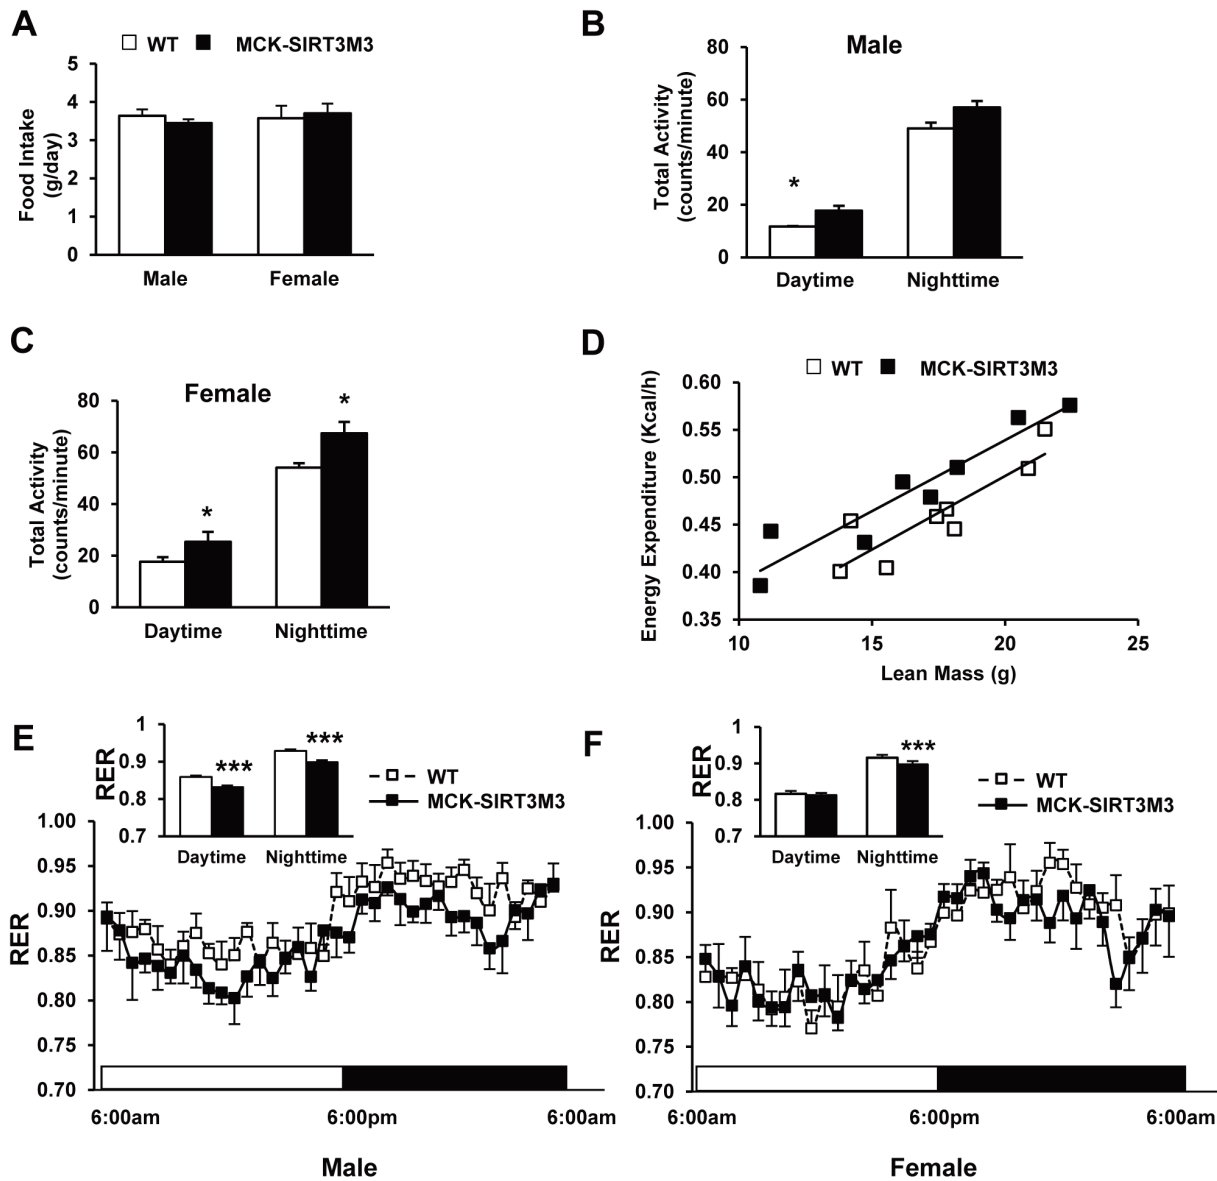 A
WT MCK-SIRT3M3
5
4
3
2
1
0
Food Intake
(g/day)
Male Female
B
Male
80
60
40
20
0
Total Activity
(counts/minute)
*
Daytime Nighttime
C
Female
80
60
40
20
0
Total Activity
(counts/minute)
*
*
Daytime Nighttime
D
WT MCK-SIRT3M3
0.60
0.55
0.50
0.45
0.40
0.35
Energy Expenditure (Kcal/h)
10 15 20 25
Lean Mass (g)
E
1
0.9
0.8
0.7
RER
*** ***
Daytime Nighttime
WT
MCK-SIRT3M3
1.00
0.95
0.90
0.85
0.80
0.75
0.70
RER
6:00am 6:00pm 6:00am
Male
F
1
0.9
0.8
0.7
RER
***
Daytime Nighttime
WT
MCK-SIRT3M3
1.00
0.95
0.90
0.85
0.80
0.75
0.70
RER
6:00am 6:00pm 6:00am
Female